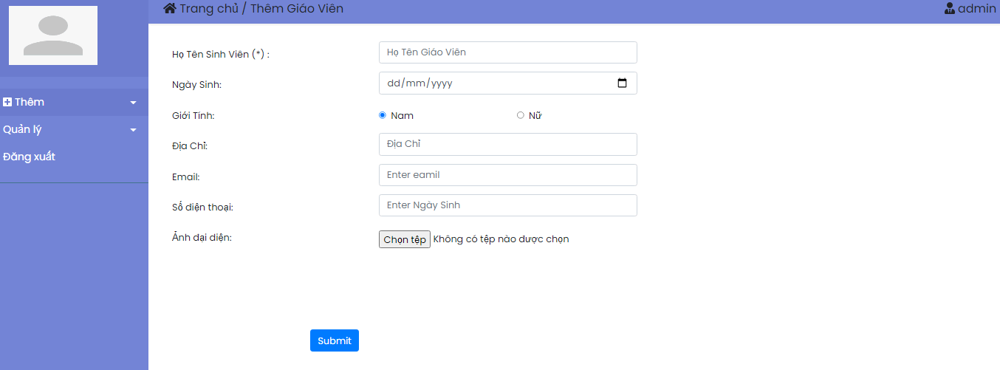 Trang chủ / Thêm Giáo Viên
admin
Thêm
Quản lý
Đăng xuất
Họ Tên Sinh Viên (*) :
Họ Tên Giáo Viên
Ngày Sinh:
dd/mm/yyyy
Giới Tính:
Nam
Nữ
Địa Chỉ:
Địa Chỉ
Email:
Enter eamil
Số điện thoại:
Enter Ngày Sinh
Ảnh đại diện:
Chọn tệp Không có tệp nào được chọn
Submit